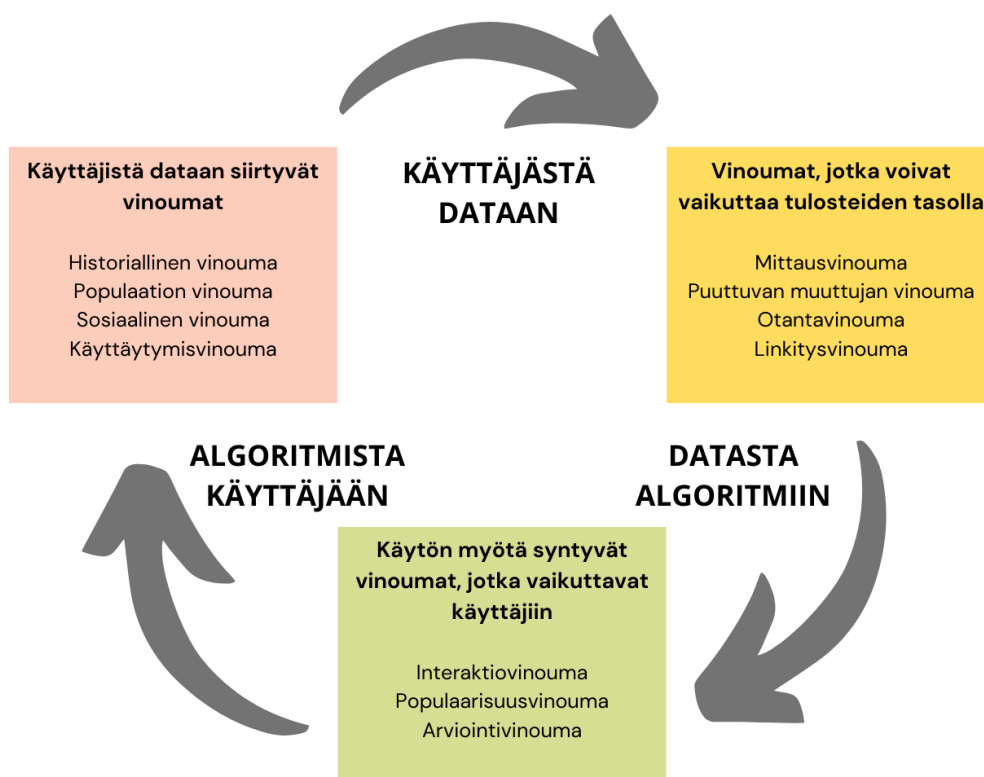 Käyttäjistä dataan siirtyvät
vinoumat
Historiallinen vinouma
Populaation vinouma
Sosiaalinen vinouma
Käyttäytymisvinouma
KÄYTTÄJÄSTÄ
DATAAN
Vinoumat, jotka voivat
vaikuttaa tulosteiden tasolla
Mittausvinouma
Puuttuvan muuttujan vinouma
Otantavinouma
Linkitysvinouma
ALGORITMISTA
KÄYTTÄJÄÄN
DATASTA
ALGORITMIIN
Käytön myötä syntyvät
vinoumat, jotka vaikuttavat
käyttäjiin
Interaktiovinouma
Populaarisuusvinouma
Arviointivinouma